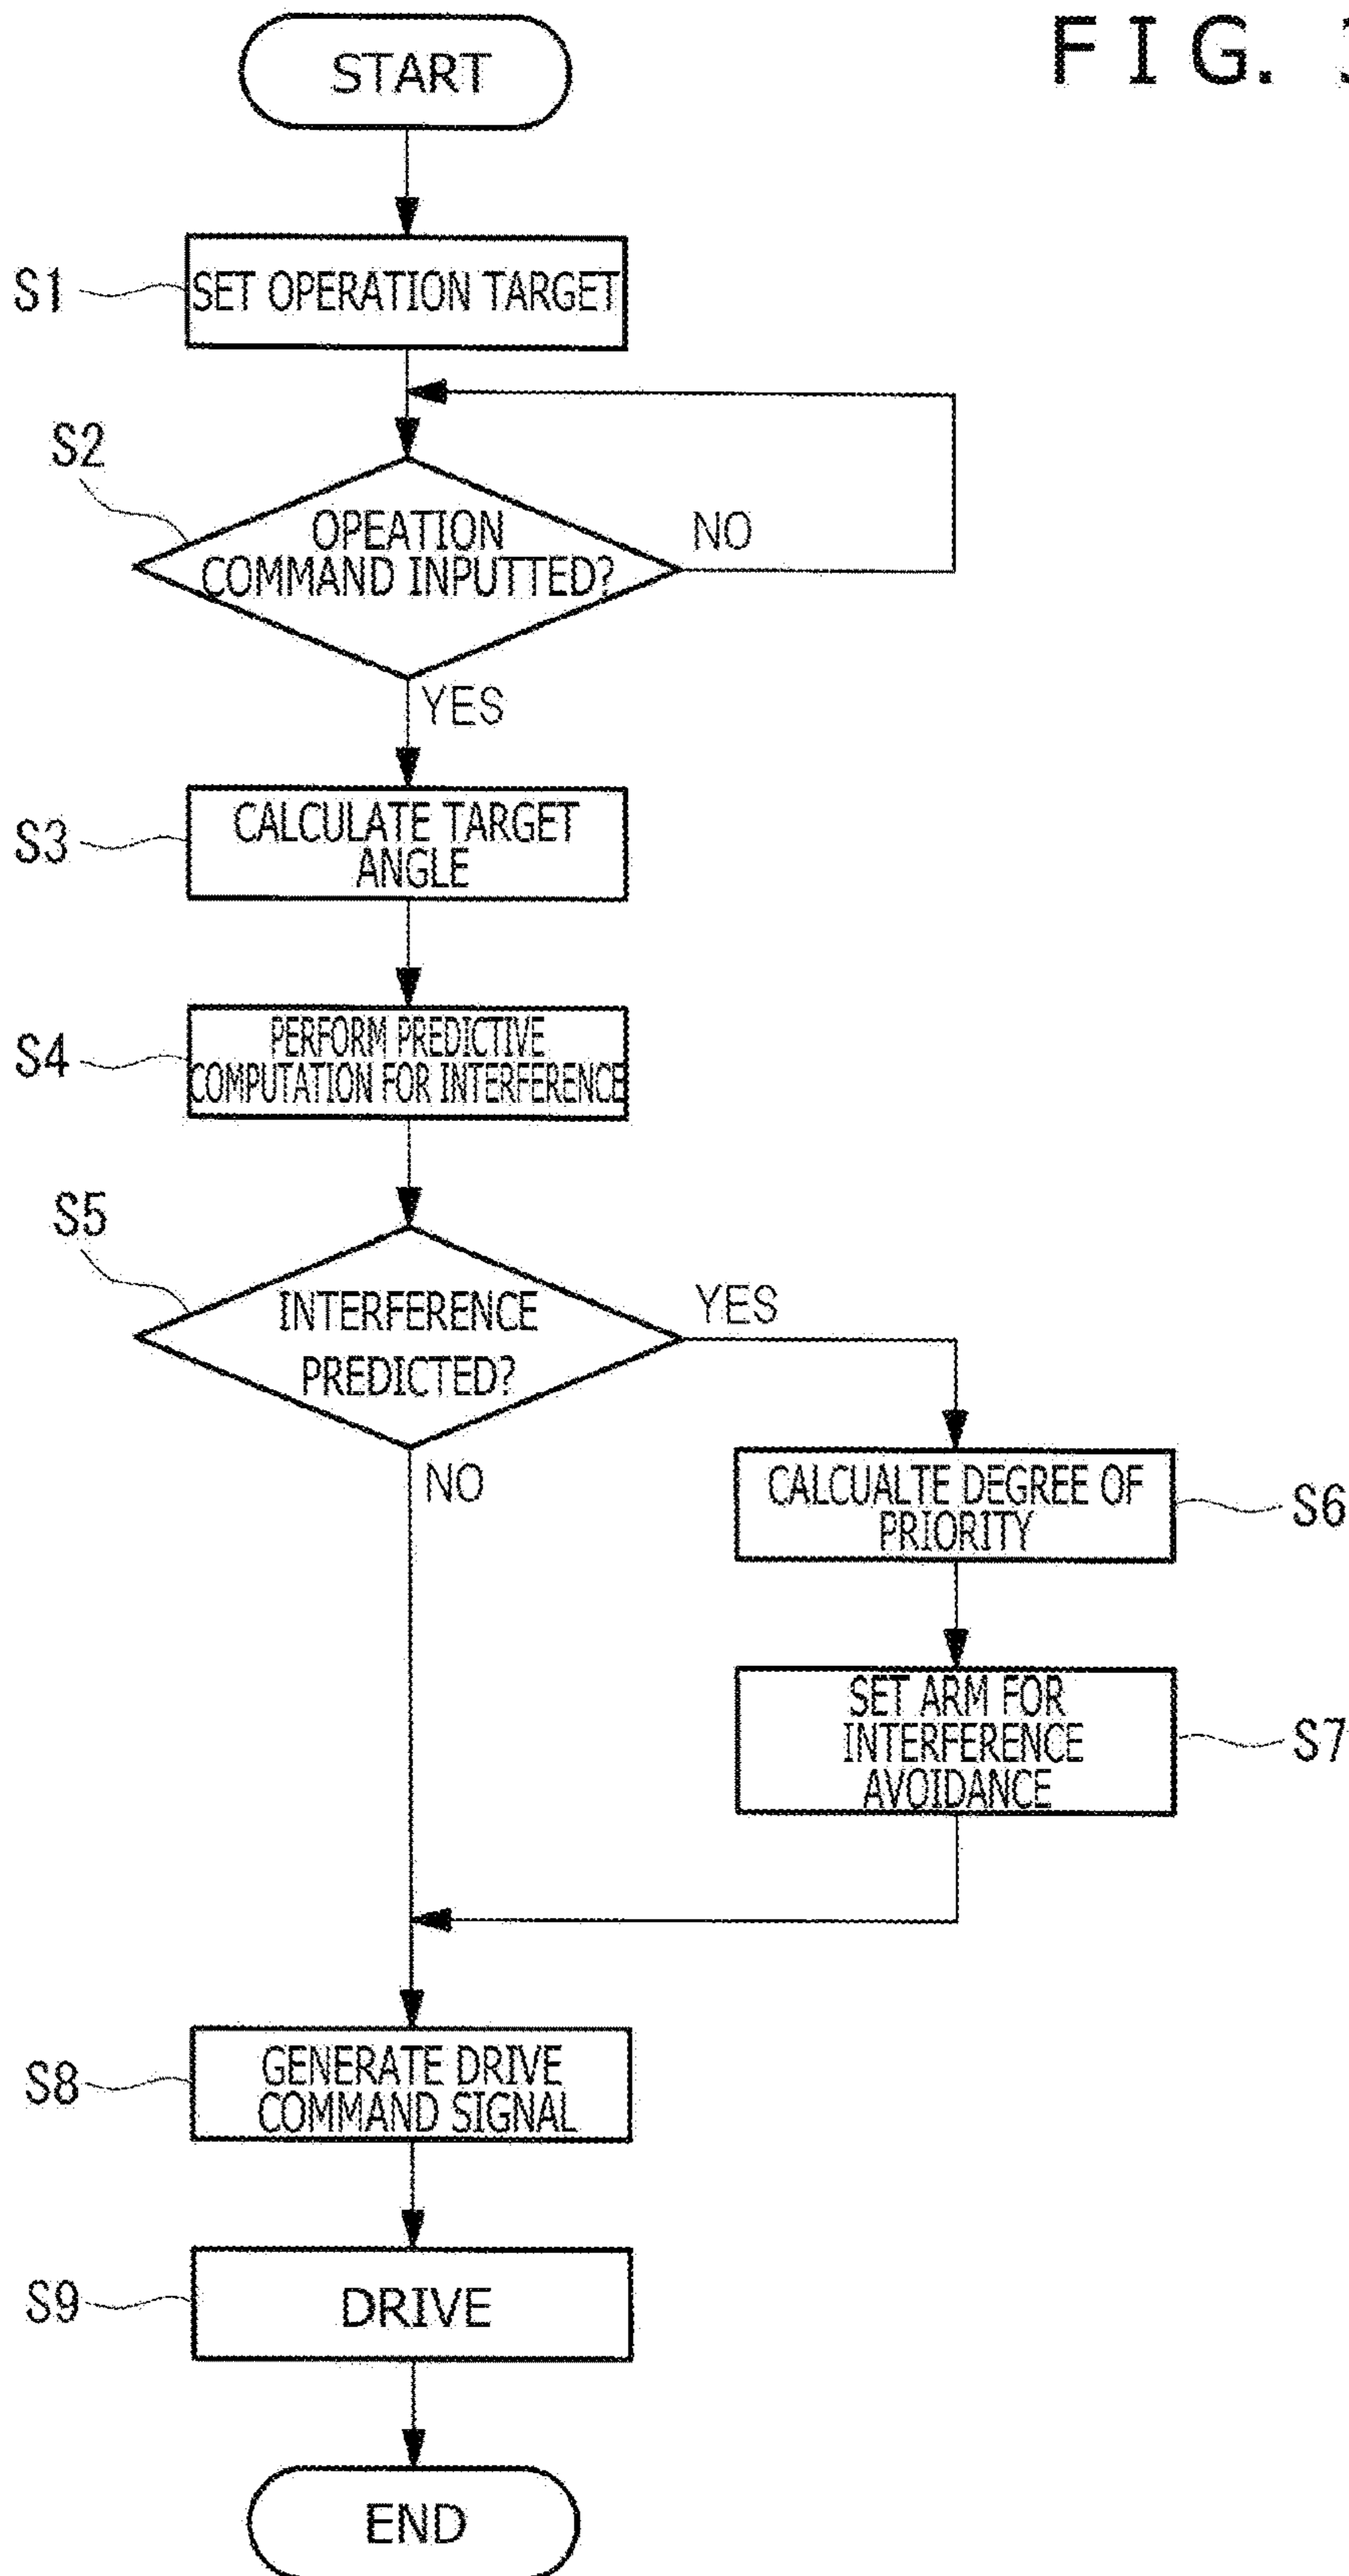 FIG.
START
S1
SET OPERATION TARGET
S2
OPEATION
COMMAND INPUTTED?
NO
YES
S3
CALCULATE TARGET
ANGLE
S4
PERFORM PREDICTIVE
COMPUTATION FOR INTERFERENCE
S5
INTERFERENCE
PREDICTED?
YES
NO
CALCUALTE DEGREE OF
PRIORITY
S6
SET ARM FOR
INTERFERENCE
AVOIDANCE
S7
S8
GENERATE DRIVE
COMMAND SIGNAL
S9
DRIVE
END